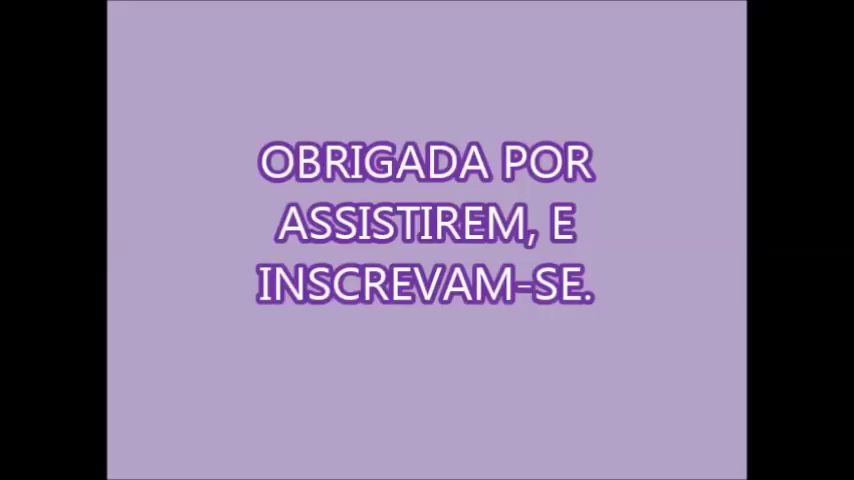 OBRIGADA POR
ASSISTIREM, E
INSCREVAM-SE.